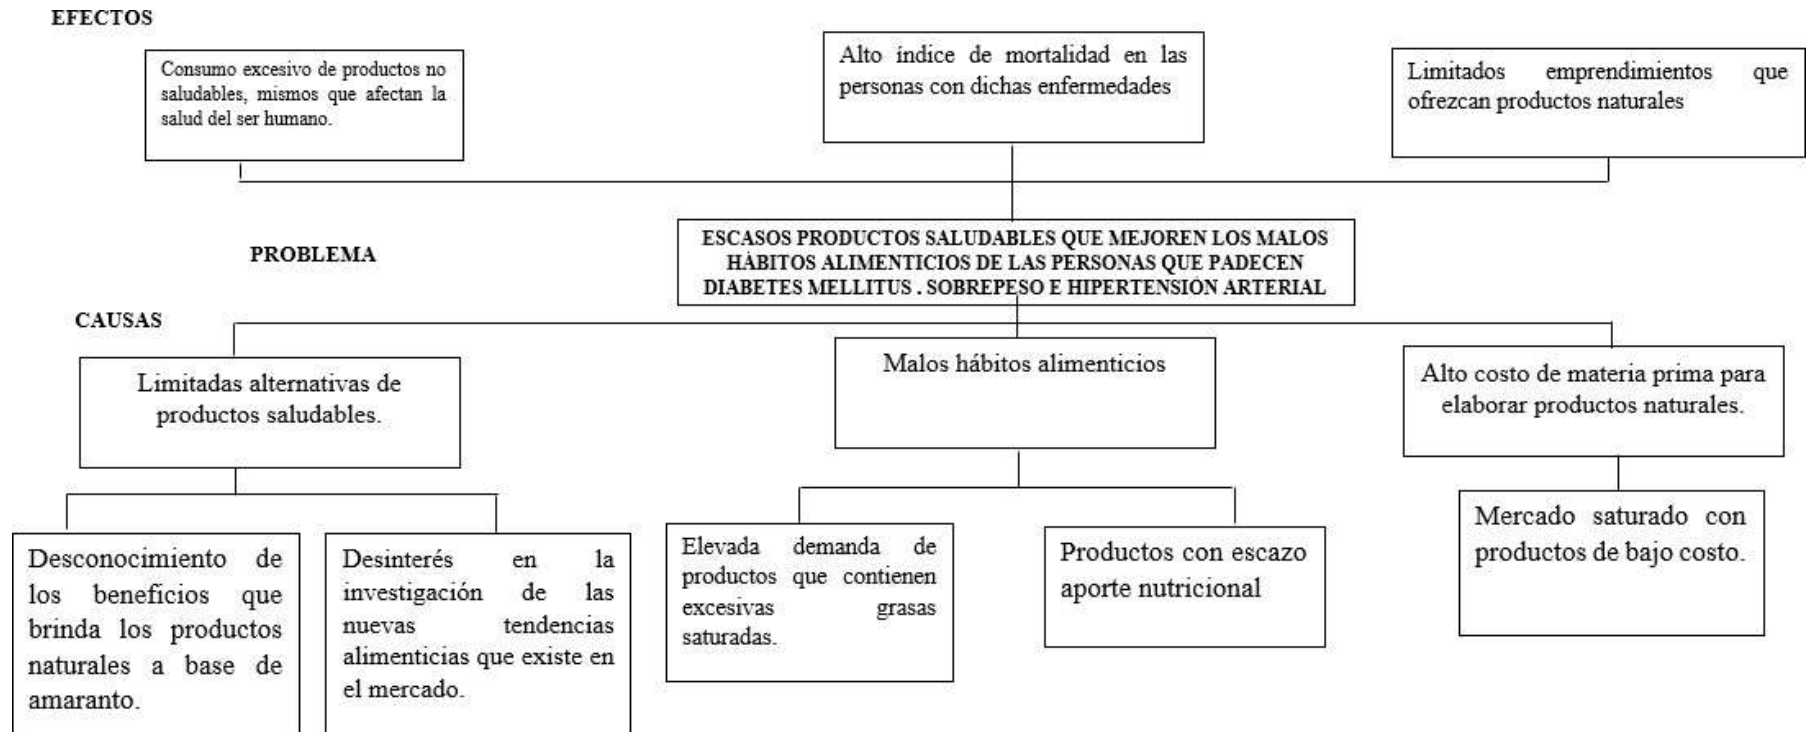 EFECTOS
Consumo excesivo de productos no
saludables, mismos que afectan la
salud del ser humano.
Alto índice de mortalidad en las
personas con dichas enfermedades
Limitados emprendimientos que
ofrezcan productos naturales
PROBLEMA
ESCASOS PRODUCTOS SALUDABLES QUE MEJOREN LOS MALOS
HÁBITOS ALIMENTICIOS DE LAS PERSONAS QUE PADECEN
DIABETES MELLITUS . SOBREPESO E HIPERTENSIÓN ARTERIAL
CAUSAS
Limitadas alternativas de
productos saludables.
Malos hábitos alimenticios
Alto costo de materia prima para
elaborar productos naturales.
Desconocimiento de
los beneficios que
brinda los productos
naturales a base de
amaranto.
Desinterés en la
investigación de las
nuevas tendencias
alimenticias que existe en
el mercado.
Elevada demanda de
productos que contienen
excesivas grasas
saturadas.
Productos con escazo
aporte nutricional
Mercado saturado con
productos de bajo costo.